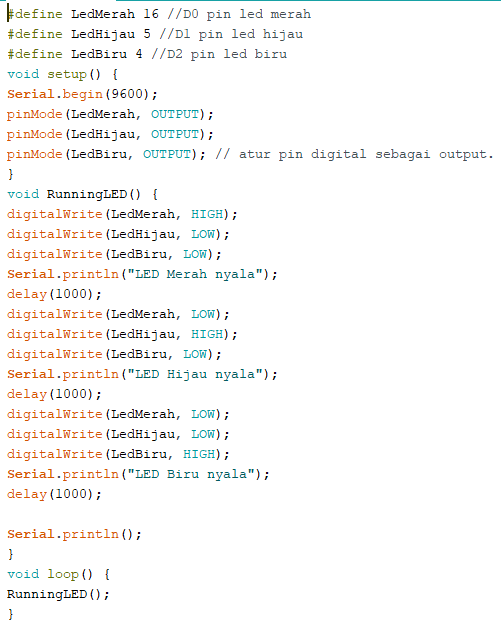 #define LedMerah 16 //D0 pin led merah
#define LedHijau 5 //D1 pin led hijau
#define LedBiru 4 //D2 pin led biru
void setup() {
Serial.begin(9600);
pinMode(LedMerah, OUTPUT);
pinMode(LedHijau, OUTPUT);
pinMode(LedBiru, OUTPUT); // atur pin digital sebagai output.
}
void RunningLED() {
digitalWrite(LedMerah, HIGH);
digitalWrite(LedHijau, LOW);
digitalWrite(LedBiru, LOW);
Serial.println("LED Merah nyala");
delay(1000);
digitalWrite(LedMerah, LOW);
digitalWrite(LedHijau, HIGH);
digitalWrite(LedBiru, LOW);
Serial.println("LED Hijau nyala");
delay(1000);
digitalWrite(LedMerah, LOW);
digitalWrite(LedHijau, LOW);
digitalWrite(LedBiru, HIGH);
Serial.println("LED Biru nyala");
delay(1000);

Serial.println();
}
void loop() {
RunningLED();
}